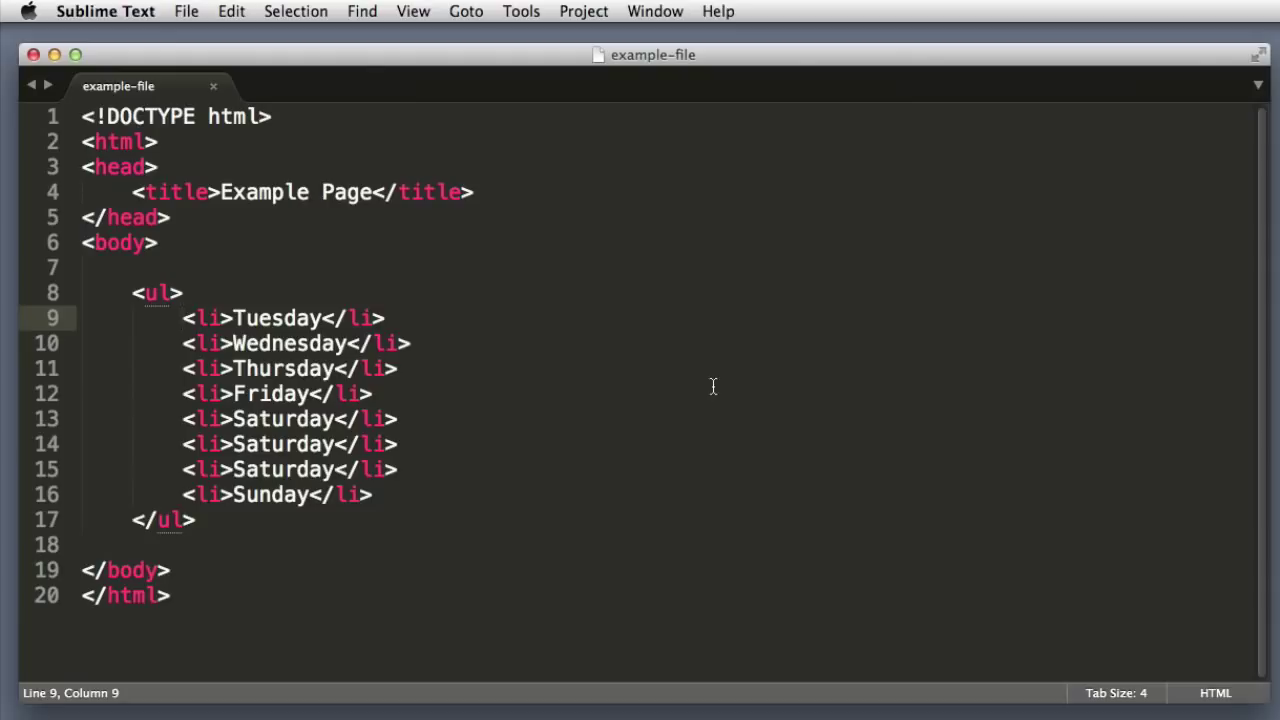 Sublime Text File Edit Selection Find View Goto Tools Project Window Help
example-file
example-file ×
1 <!DOCTYPE html>
2 <html>
3 <head>
4 <title>Example Page</title>
5 </head>
6 <body>
7
8 <ul>
9 <li>Tuesday</li>
10 <li>Wednesday</li>
11 <li>Thursday</li>
12 <li>Friday</li>
13 <li>Saturday</li>
14 <li>Saturday</li>
15 <li>Saturday</li>
16 <li>Sunday</li>
17 </ul>
18
19 </body>
20 </html>
Line 9, Column 9 Tab Size: 4 HTML